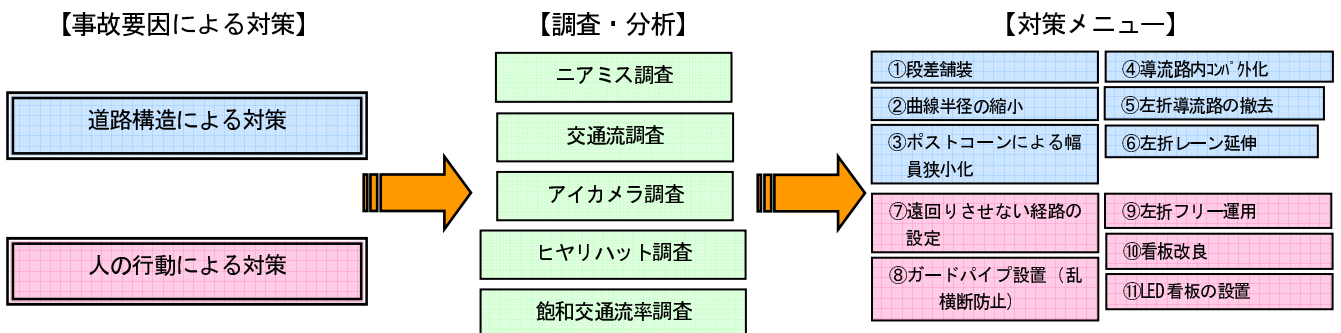 【事故要因による対策】
道路構造による対策
人の行動による対策
【調査・分析】
ニアミス調査
交通流調査
アイカメラ調査
ヒヤリハット調査
飽和交通流率調査
【対策メニュー】
①段差舗装
②曲線半径の縮小
③ポストコーンによる幅
員狭小化
④導流路内ｺﾝﾊﾟｸﾄ化
⑤左折導流路の撤去
⑥左折レーン延伸
⑦遠回りさせない経路の
設定
⑧ガードパイプ設置（乱
横断防止）
⑨左折フリー運用
⑩看板改良
⑪LED看板の設置